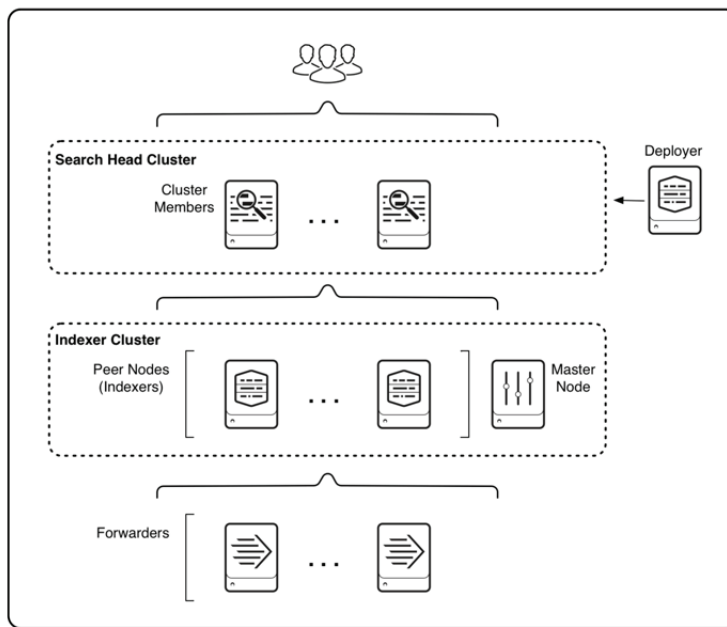 Search Head Cluster
Deployer
Cluster
Members
. . .
Indexer Cluster
Peer Nodes
(Indexers)
. . .
Master
Node
Forwarders
. . .